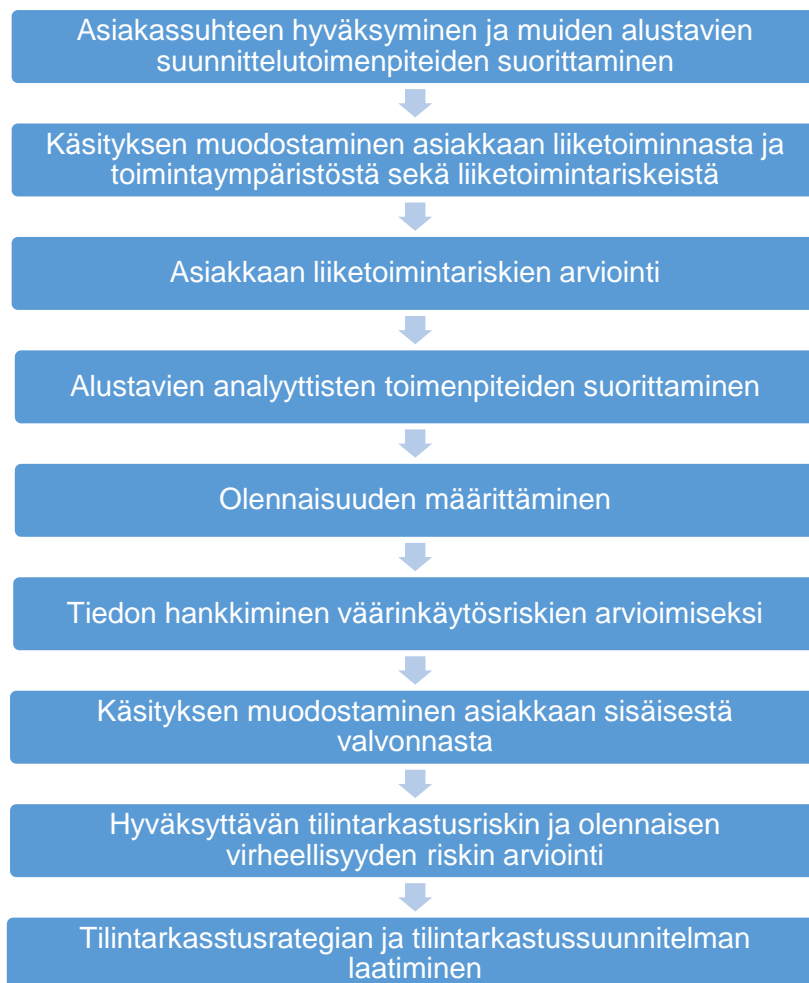 Asiakassuhteen hyväksyminen ja muiden alustavien
suunnittelutoimenpiteiden suorittaminen
Käsityksen muodostaminen asiakkaan liiketoiminnasta ja
toimintaympäristöstä sekä liiketoimintariskeistä
Asiakkaan liiketoimintariskien arviointi
Alustavien analyyttisten toimenpiteiden suorittaminen
Olennaisuuden määrittäminen
Tiedon hankkiminen väärinkäytösriskien arvioimiseksi
Käsityksen muodostaminen asiakkaan sisäisestä
valvonnasta
Hyväksyttävän tilintarkastusriskin ja olennaisen
virheellisyyden riskin arviointi
Tilintarkasstusrategian ja tilintarkastussuunnitelman
laatiminen